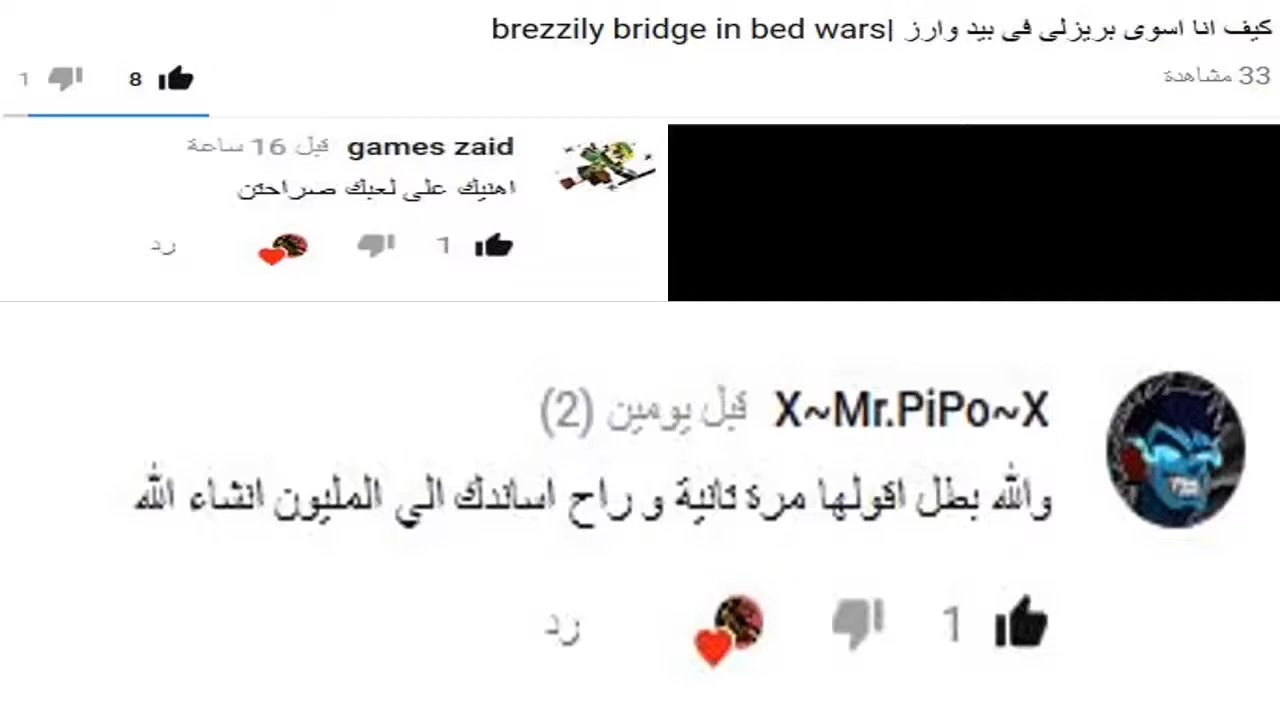 كيف انا اسوى بريزلى فى بيد وارز |brezzily bridge in bed wars
33 مشاهدة
8 1
games zaid قبل 16 ساعة
اهنيك على لعبك صراحتن
1 رد
X~Mr.PiPo~X قبل يومين (2)
والله بطل اقولها مرة ثانية و راح اساندك الي المليون انشاء الله
1 رد